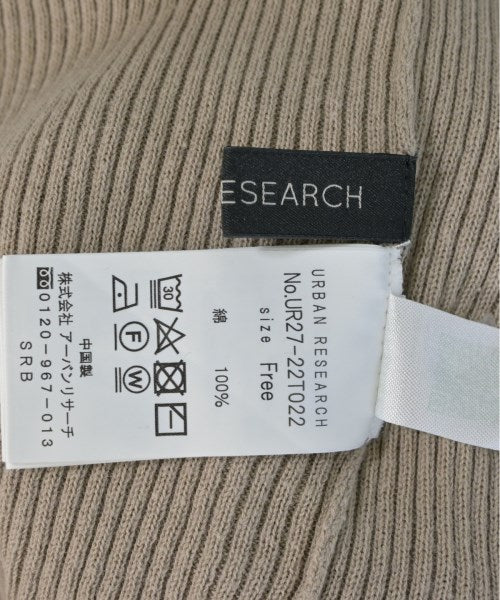 ESEARCH
URBAN RESEARCH
No.UR27-22T022
size Free
綿 100%
30
F W
中国製
株式会社 アーバンリサーチ
0120-967-013
SRB